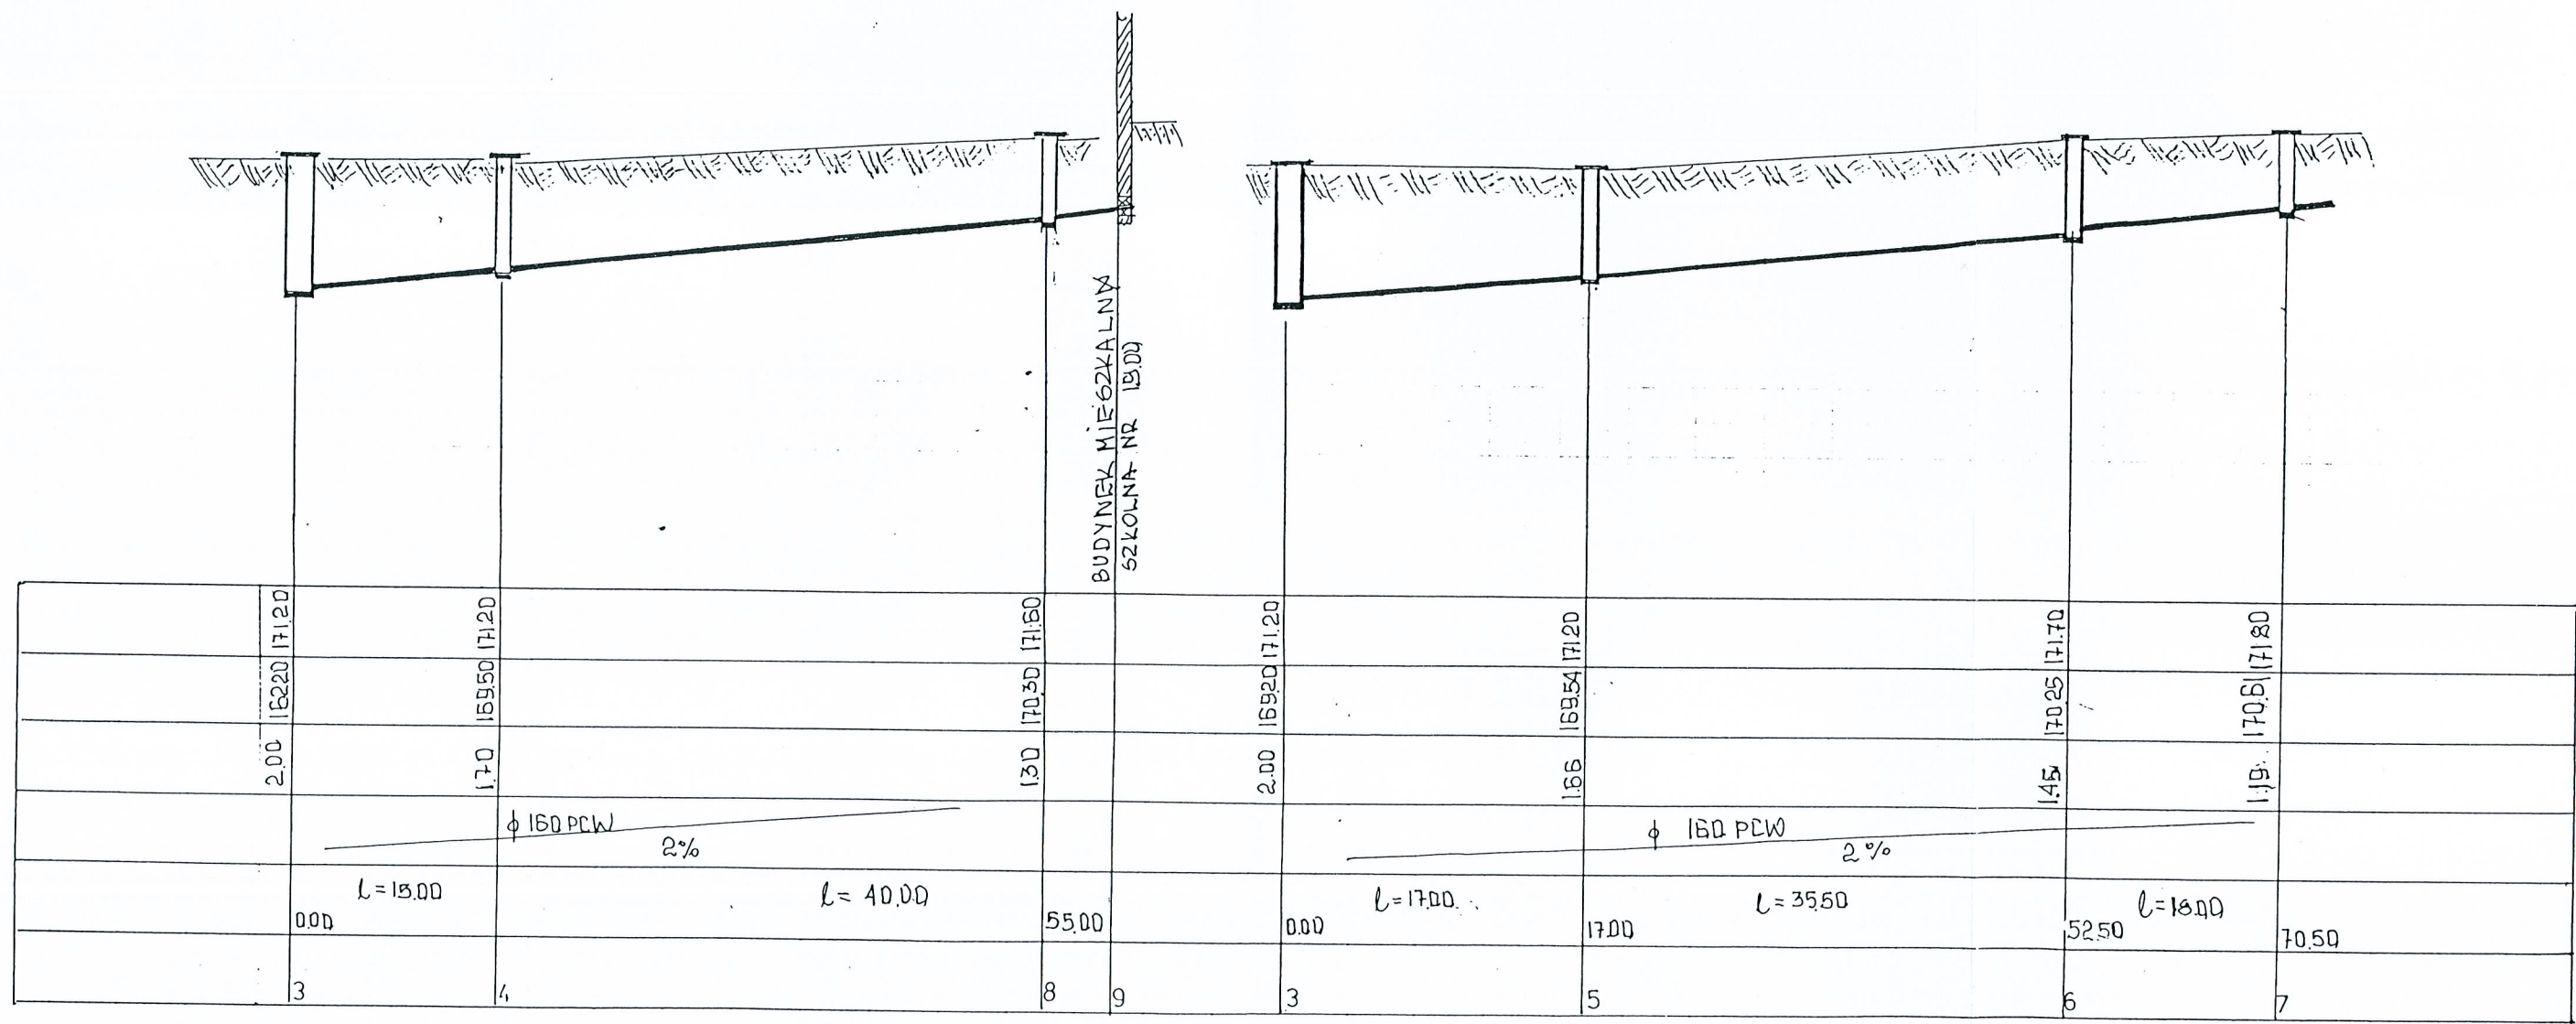 BUDYNEK MIESZKALNY
SZKOLNA NR
171.20 171.20 171.60 171.20 171.20 171.70 171.80
169.50 170.30 169.20 169.54 170.25 170.61
2.00 1.70 1.30 2.00 1.66 1.45 1.19
ϕ 160 PCW ϕ 160 PCW
2% 2%
l=15.00 l= 40.00 l=17.00 l=35.50 l=18.00
0.00 55.00 0.00 17.00 52.50 70.50
3 4 8 9 3 5 6 7